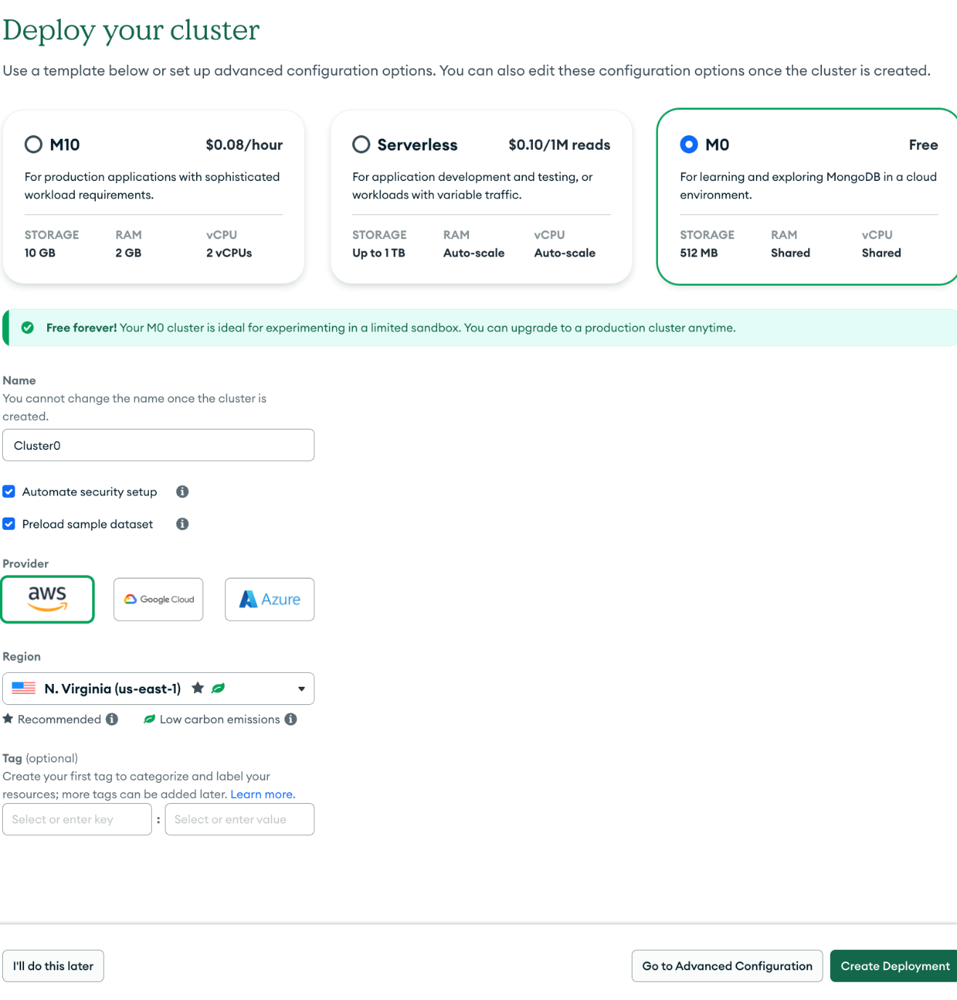 Deploy your cluster
Use a template below or set up advanced configuration options. You can also edit these configuration options once the cluster is created.
M10 $0.08/hour
For production applications with sophisticated
workload requirements.
STORAGE RAM vCPU
10 GB 2 GB 2 vCPUs
Serverless $0.10/1M reads
For application development and testing, or
workloads with variable traffic.
STORAGE RAM vCPU
Up to 1 TB Auto-scale Auto-scale
M0 Free
For learning and exploring MongoDB in a cloud
environment.
STORAGE RAM vCPU
512 MB Shared Shared
Free forever! Your M0 cluster is ideal for experimenting in a limited sandbox. You can upgrade to a production cluster anytime.
Name
You cannot change the name once the cluster is
created.
Cluster0
Automate security setup
Preload sample dataset
Provider
aws Google Cloud Azure
Region
N. Virginia (us-east-1)
Recommended Low carbon emissions
Tag (optional)
Create your first tag to categorize and label your
resources; more tags can be added later. Learn more.
Select or enter key : Select or enter value
I'll do this later Go to Advanced Configuration Create Deployment